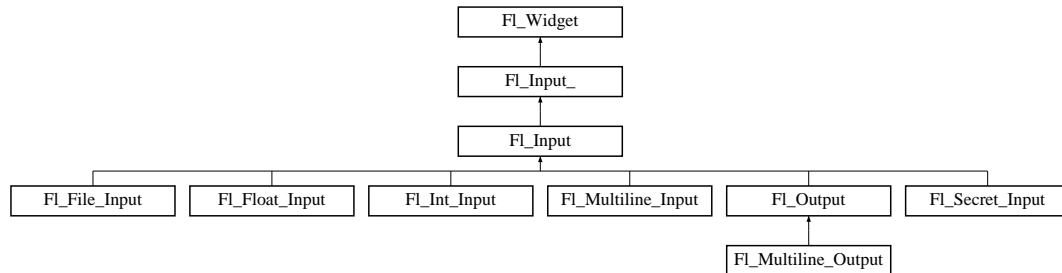 Fl_Widget
Fl_Input_
Fl_Input
Fl_File_Input
Fl_Float_Input
Fl_Int_Input
Fl_Multiline_Input
Fl_Output
Fl_Secret_Input
Fl_Multiline_Output